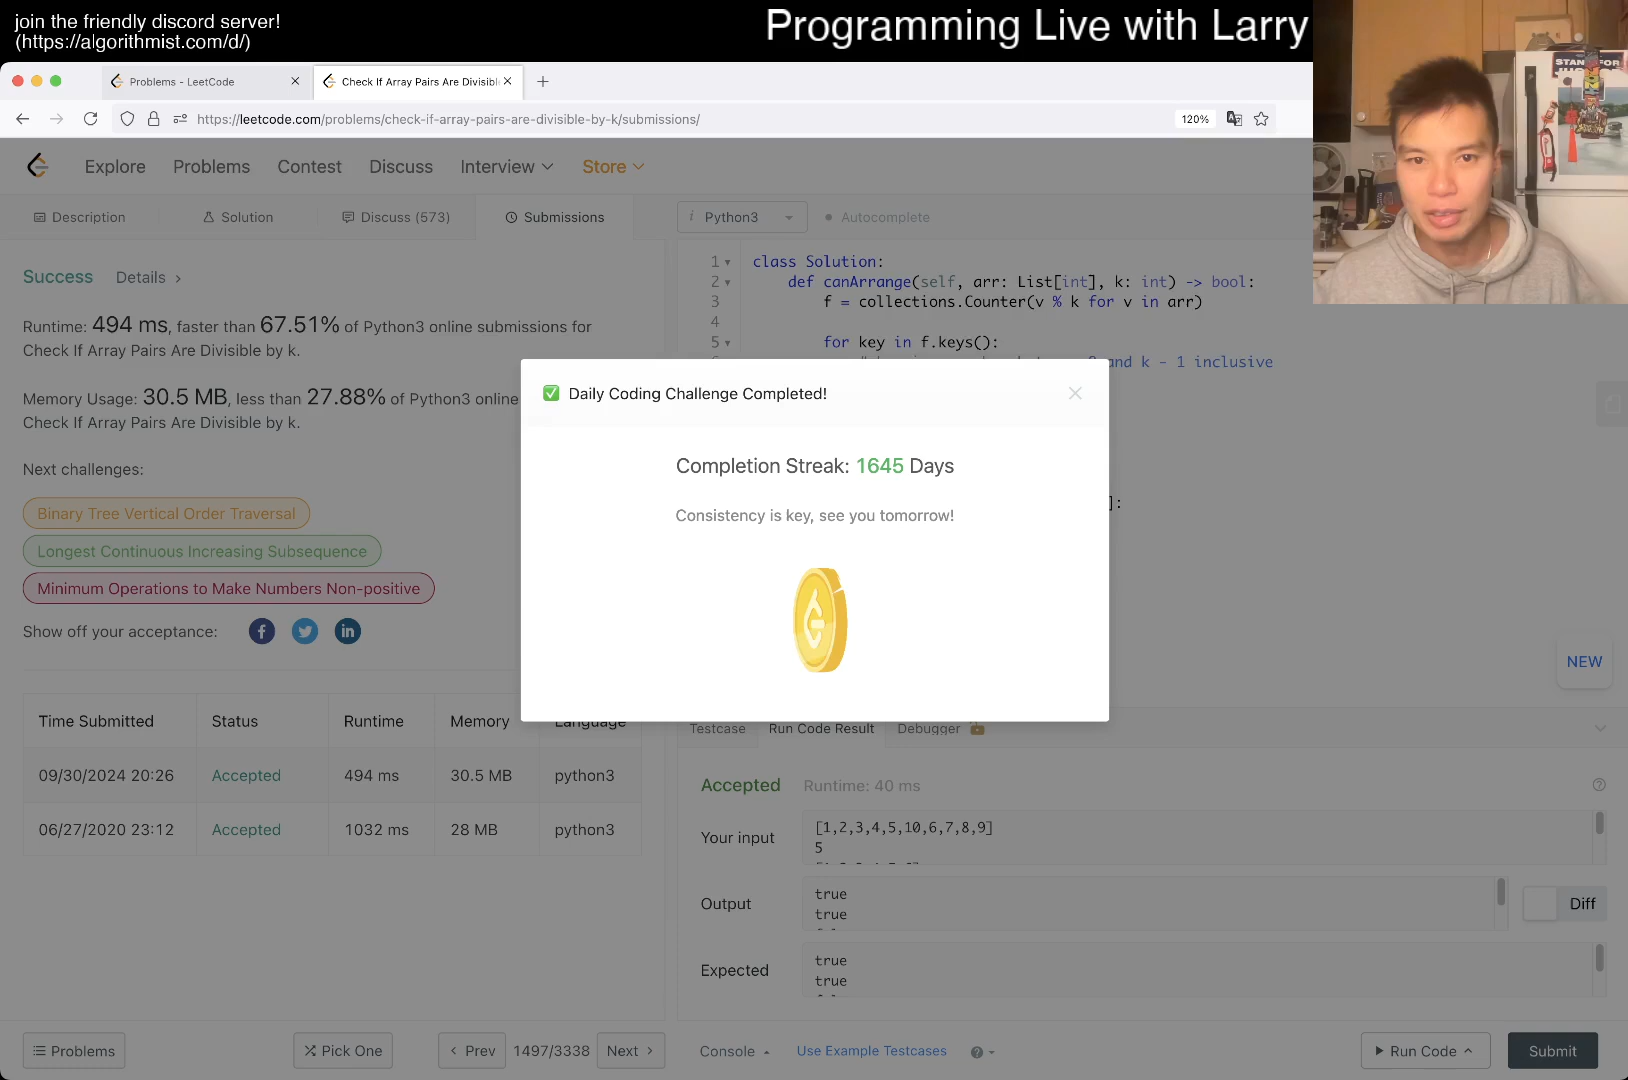 join the friendly discord server!
(https://algorithmist.com/d/)
Programming Live with Larry
Problems - LeetCode
Check If Array Pairs Are Divisible
https://leetcode.com/problems/check-if-array-pairs-are-divisible-by-k/submissions/
120%
Explore Problems Contest Discuss Interview Store
Description Solution Discuss (573) Submissions
i Python3 Autocomplete
Success Details >
Runtime: 494 ms, faster than 67.51% of Python3 online submissions for
Check If Array Pairs Are Divisible by k.
Memory Usage: 30.5 MB, less than 27.88% of Python3 online
Check If Array Pairs Are Divisible by k.
Next challenges:
Binary Tree Vertical Order Traversal
Longest Continuous Increasing Subsequence
Minimum Operations to Make Numbers Non-positive
Show off your acceptance:
Time Submitted Status Runtime Memory Language
09/30/2024 20:26 Accepted 494 ms 30.5 MB python3
06/27/2020 23:12 Accepted 1032 ms 28 MB python3
1 class Solution:
2 def canArrange(self, arr: List[int], k: int) -> bool:
3 f = collections.Counter(v % k for v in arr)
4
5 for key in f.keys():
and k - 1 inclusive
]:
Daily Coding Challenge Completed!
Completion Streak: 1645 Days
Consistency is key, see you tomorrow!
NEW
Testcase Run Code Result Debugger
Accepted Runtime: 40 ms
Your input
[1,2,3,4,5,10,6,7,8,9]
5
Output
true
true
Diff
Expected
true
true
Problems Pick One < Prev 1497/3338 Next >
Console Use Example Testcases Run Code Submit
STAND FOR